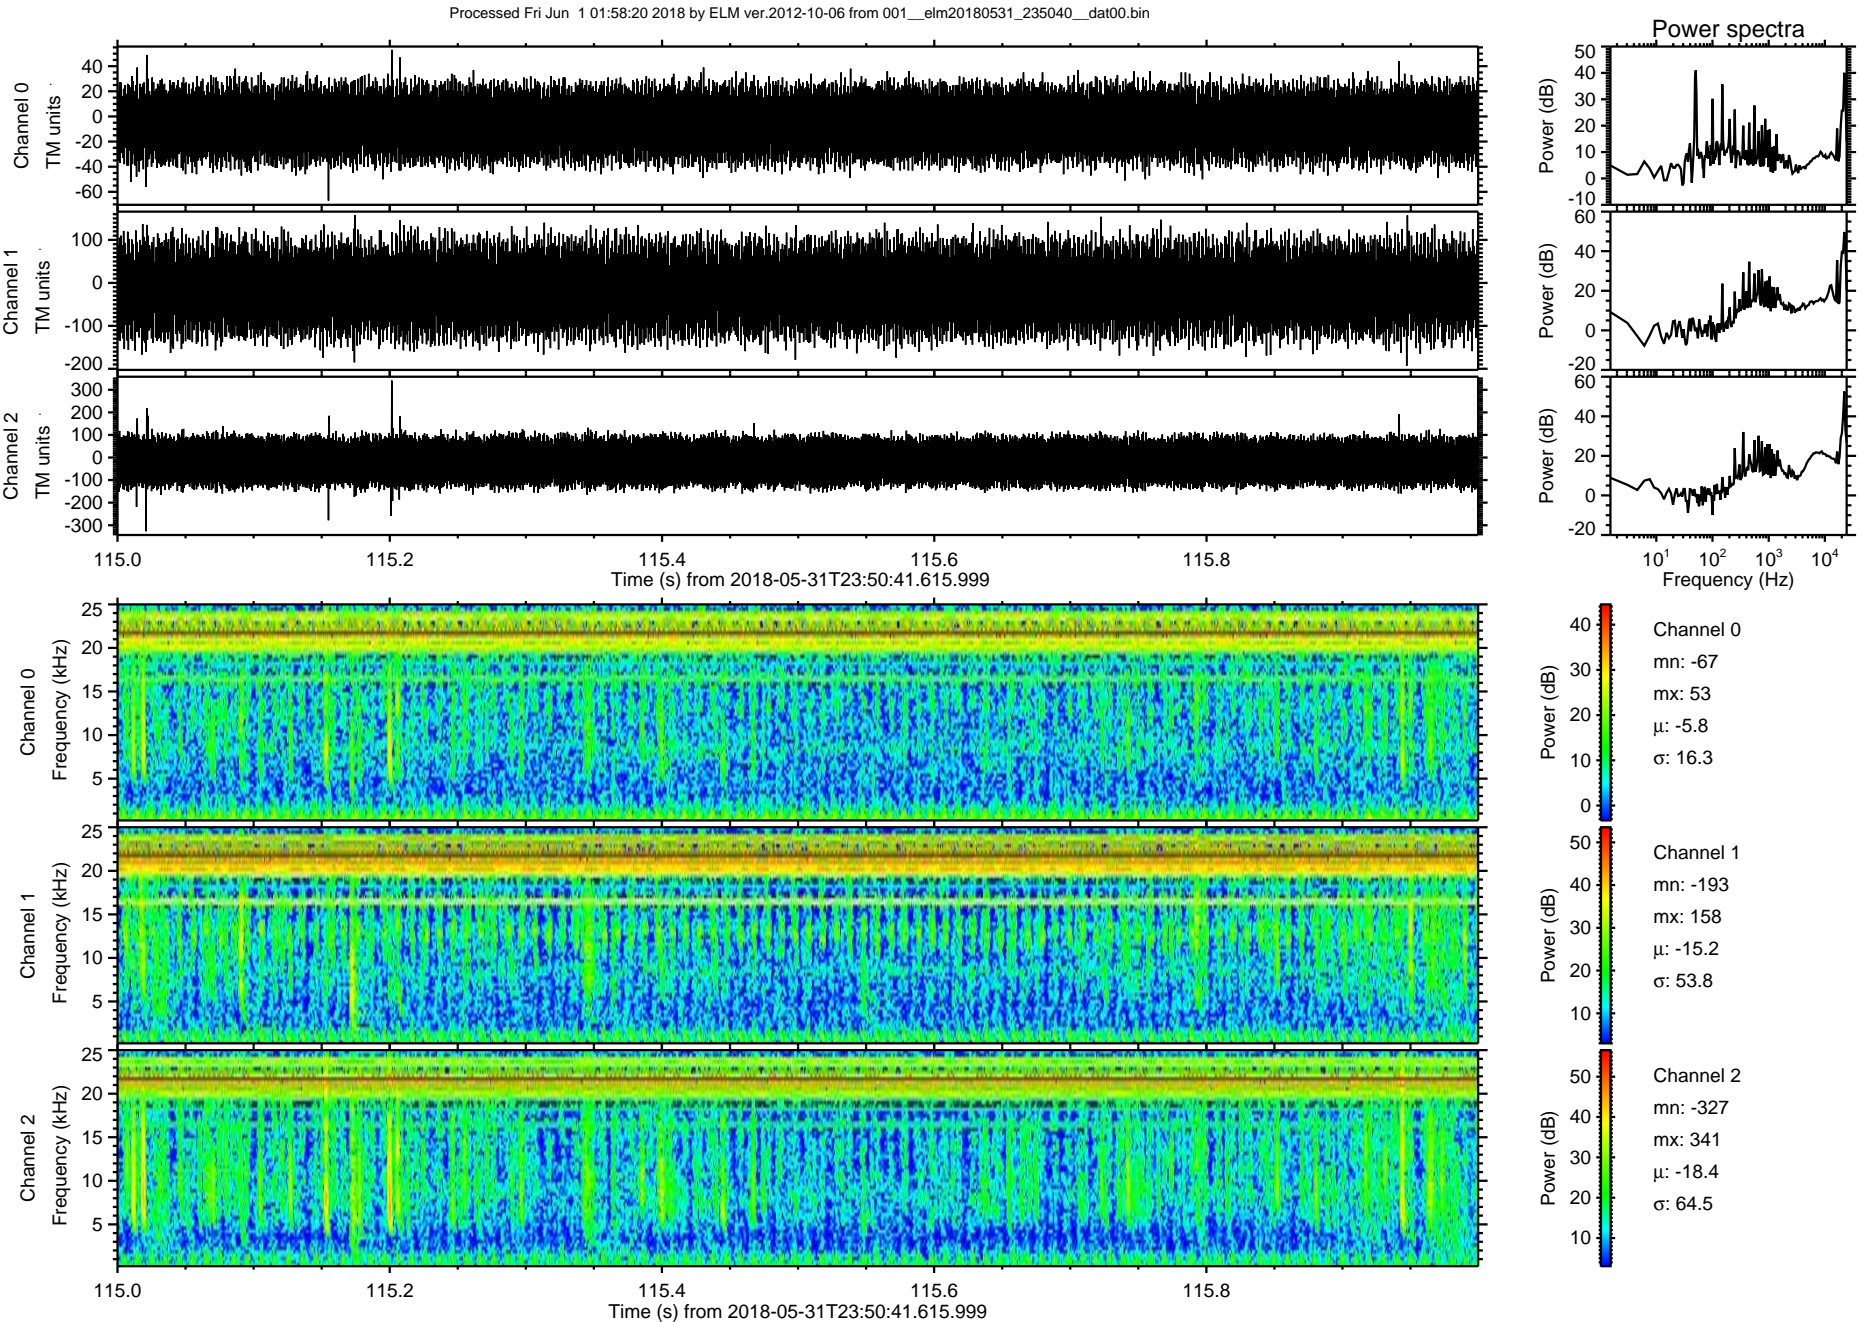 Processed Fri Jun  1 01:58:20 2018 by ELM ver.2012-10-06 from 001__elm20180531_235040__dat00.bin
Power spectra
Channel 0
TM units
40
20
0
-20
-40
-60
Power (dB)
50
40
30
20
10
0
-10
Channel 1
TM units
100
0
-100
-200
Power (dB)
60
40
20
0
-20
Channel 2
TM units
300
200
100
0
-100
-200
-300
Power (dB)
60
40
20
0
-20
115.0 115.2 115.4 115.6 115.8
Time (s) from 2018-05-31T23:50:41.615.999
10¹ 10² 10³ 10⁴
Frequency (Hz)
Channel 0
Frequency (kHz)
25
20
15
10
5
Power (dB)
40
30
20
10
0
Channel 0
mn: -67
mx: 53
μ: -5.8
σ: 16.3
Channel 1
Frequency (kHz)
25
20
15
10
5
Power (dB)
50
40
30
20
10
Channel 1
mn: -193
mx: 158
μ: -15.2
σ: 53.8
Channel 2
Frequency (kHz)
25
20
15
10
5
Power (dB)
50
40
30
20
10
Channel 2
mn: -327
mx: 341
μ: -18.4
σ: 64.5
115.0 115.2 115.4 115.6 115.8
Time (s) from 2018-05-31T23:50:41.615.999